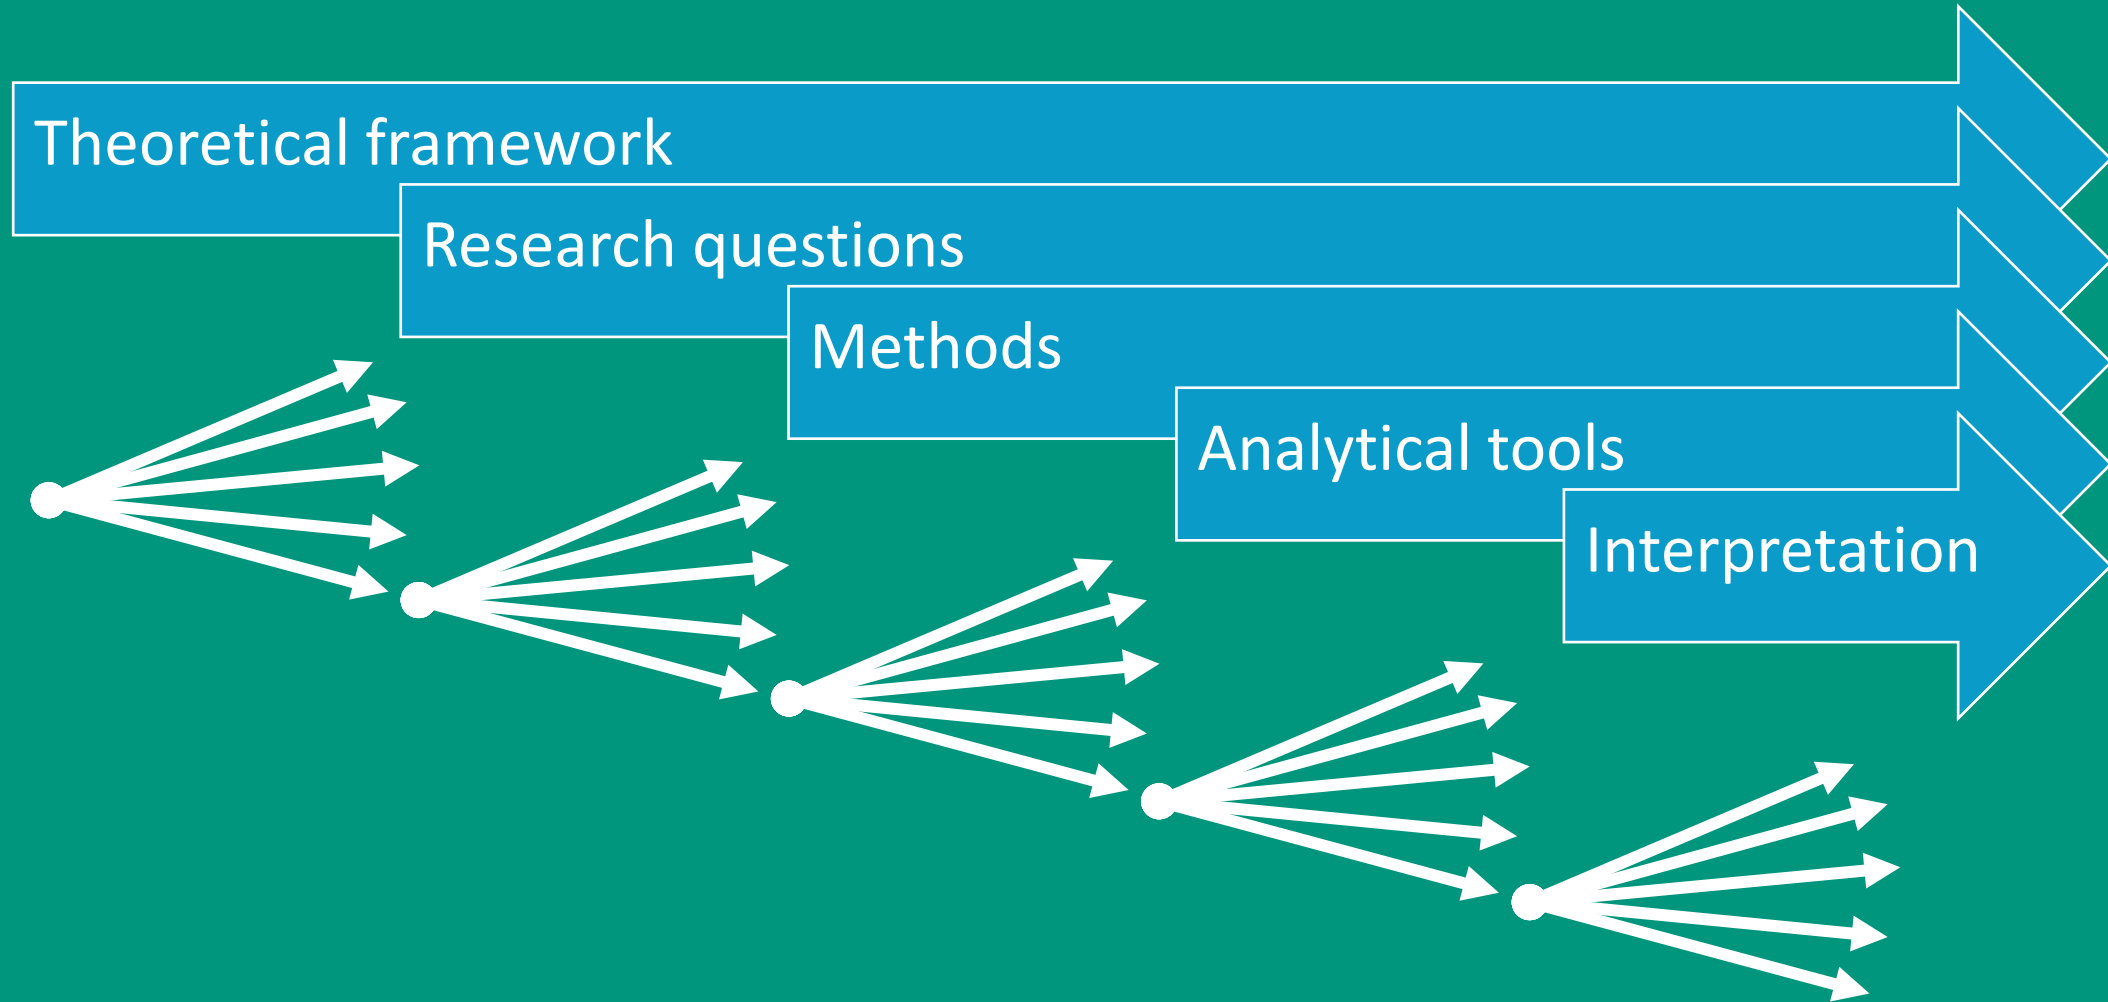 Theoretical framework
Research questions
Methods
Analytical tools
Interpretation